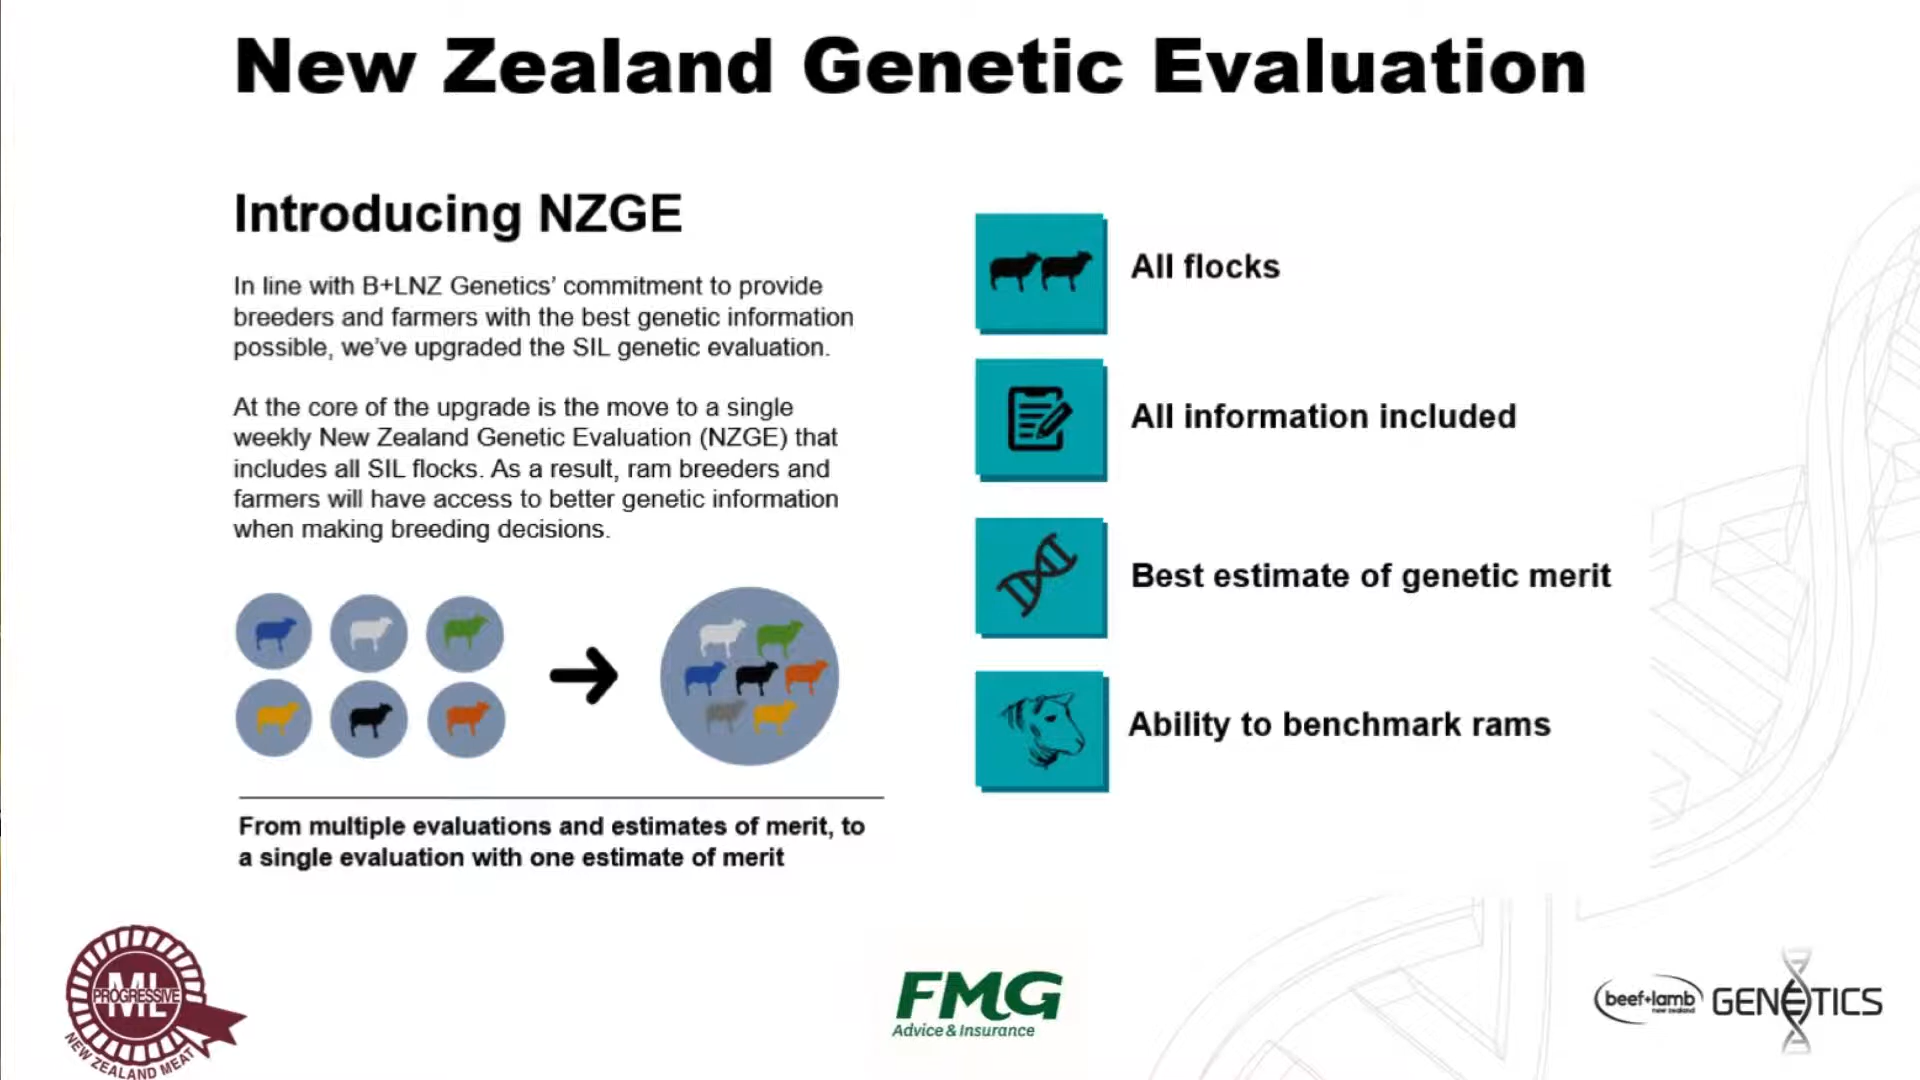 New Zealand Genetic Evaluation
Introducing NZGE
In line with B+LNZ Genetics’ commitment to provide
breeders and farmers with the best genetic information
possible, we’ve upgraded the SIL genetic evaluation.
At the core of the upgrade is the move to a single
weekly New Zealand Genetic Evaluation (NZGE) that
includes all SIL flocks. As a result, ram breeders and
farmers will have access to better genetic information
when making breeding decisions.
From multiple evaluations and estimates of merit, to
a single evaluation with one estimate of merit
All flocks
All information included
Best estimate of genetic merit
Ability to benchmark rams
ML
PROGRESSIVE
NEW ZEALAND MEAT
FMG
Advice & Insurance
beef+lamb
new zealand
GENETICS